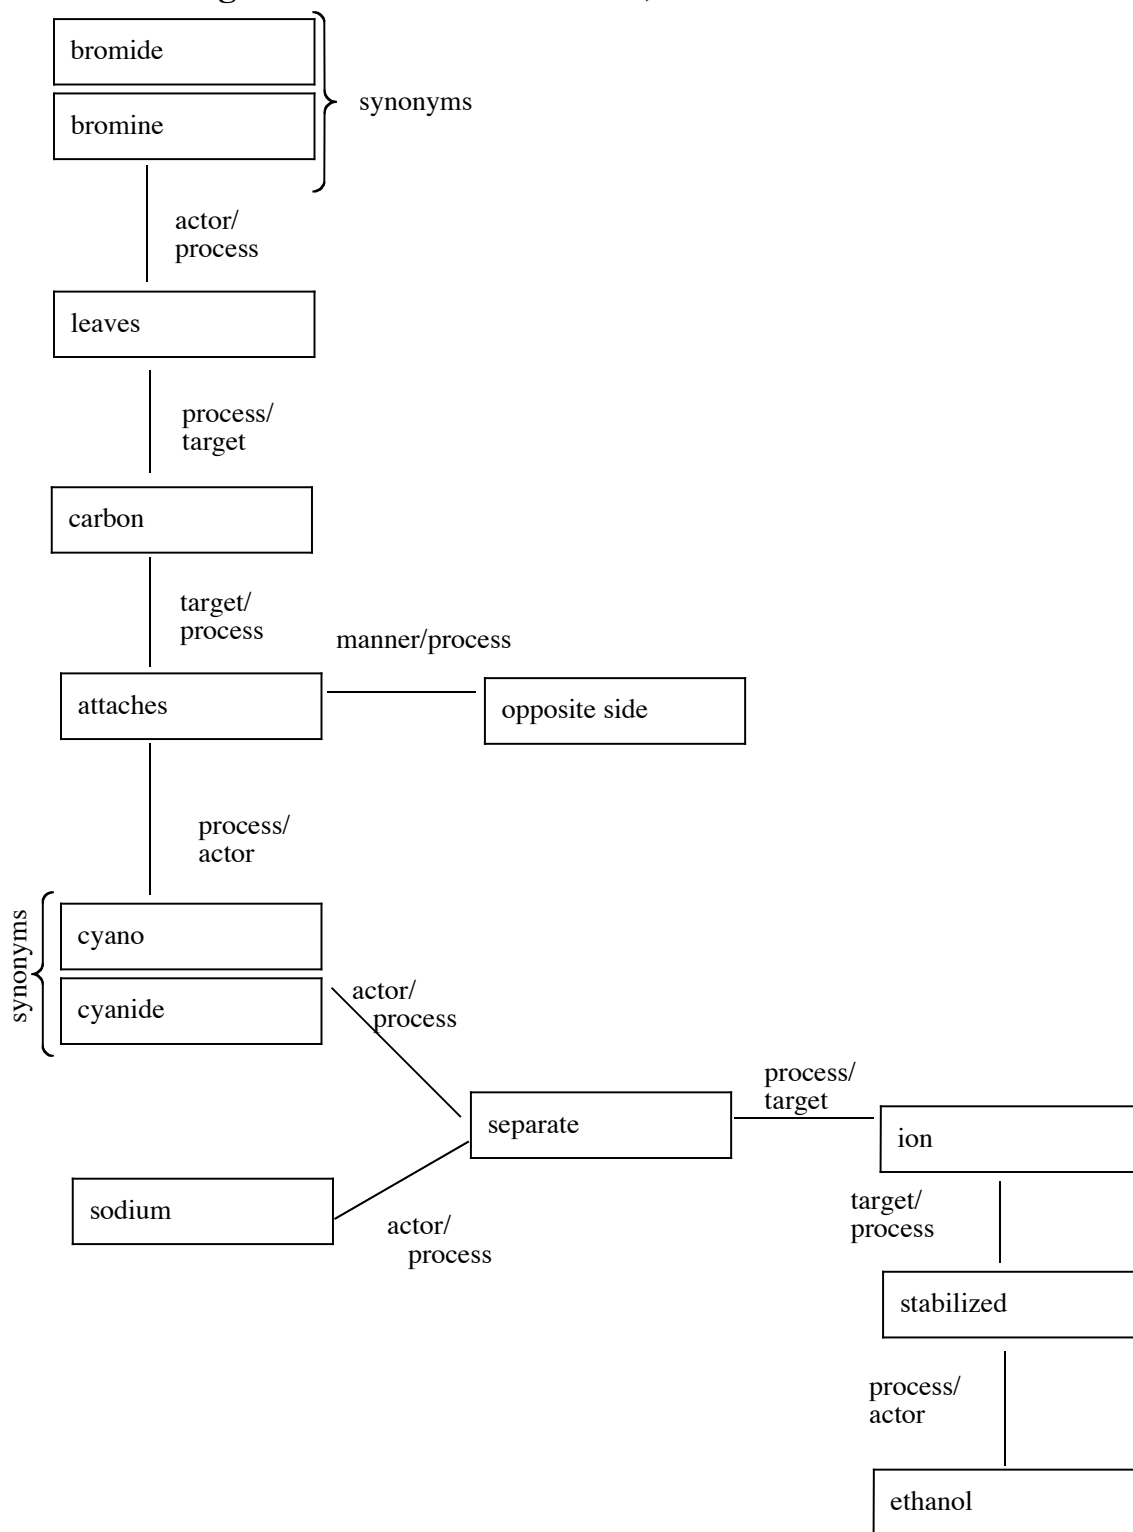 bromide
bromine
synonyms
actor/
process
leaves
process/
target
carbon
target/
process
manner/process
attaches
opposite side
process/
actor
synonyms
cyano
cyanide
actor/
process
separate
process/
target
ion
sodium
actor/
process
target/
process
stabilized
process/
actor
ethanol